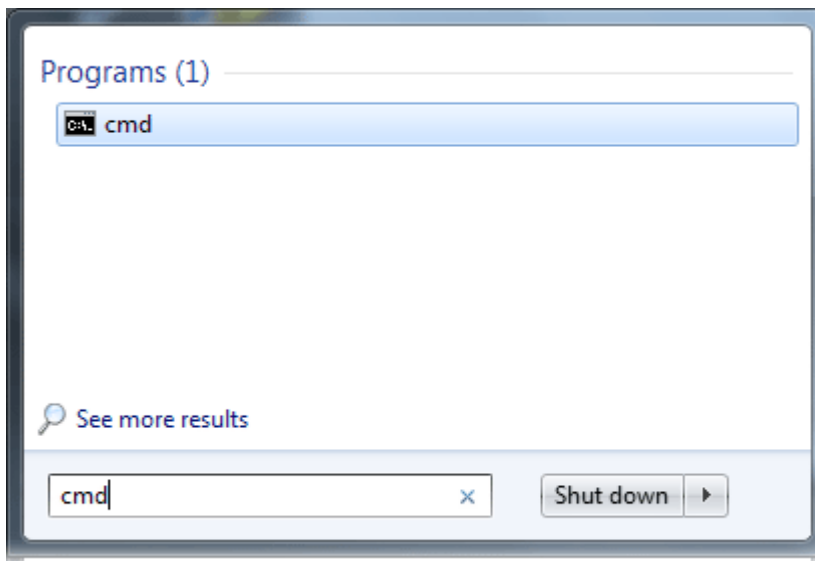 Programs (1)
C:\.
cmd
See more results
cmd
Shut down